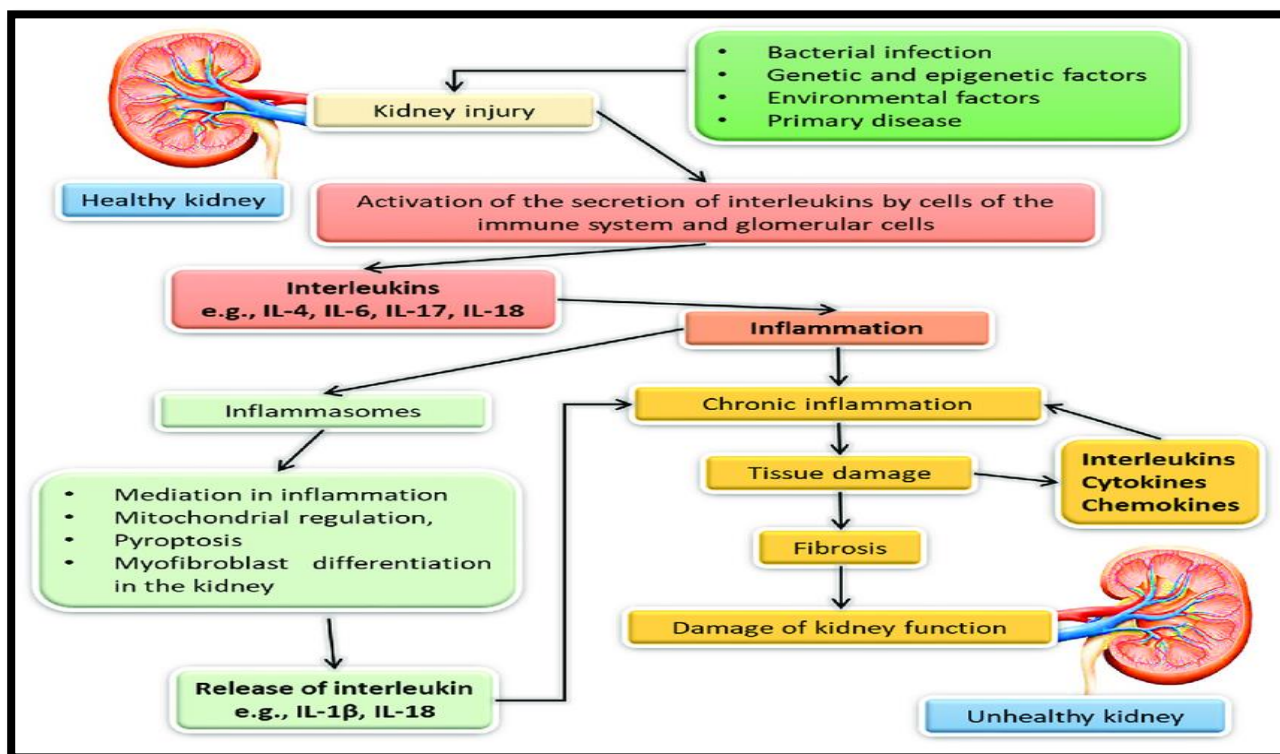 • Bacterial infection
• Genetic and epigenetic factors
• Environmental factors
• Primary disease
Kidney injury
Healthy kidney
Activation of the secretion of interleukins by cells of the
immune system and glomerular cells
Interleukins
e.g., IL-4, IL-6, IL-17, IL-18
Inflammation
Inflammasomes
Chronic inflammation
• Mediation in inflammation
• Mitochondrial regulation,
• Pyroptosis
• Myofibroblast differentiation
in the kidney
Tissue damage
Interleukins
Cytokines
Chemokines
Fibrosis
Damage of kidney function
Release of interleukin
e.g., IL-1β, IL-18
Unhealthy kidney